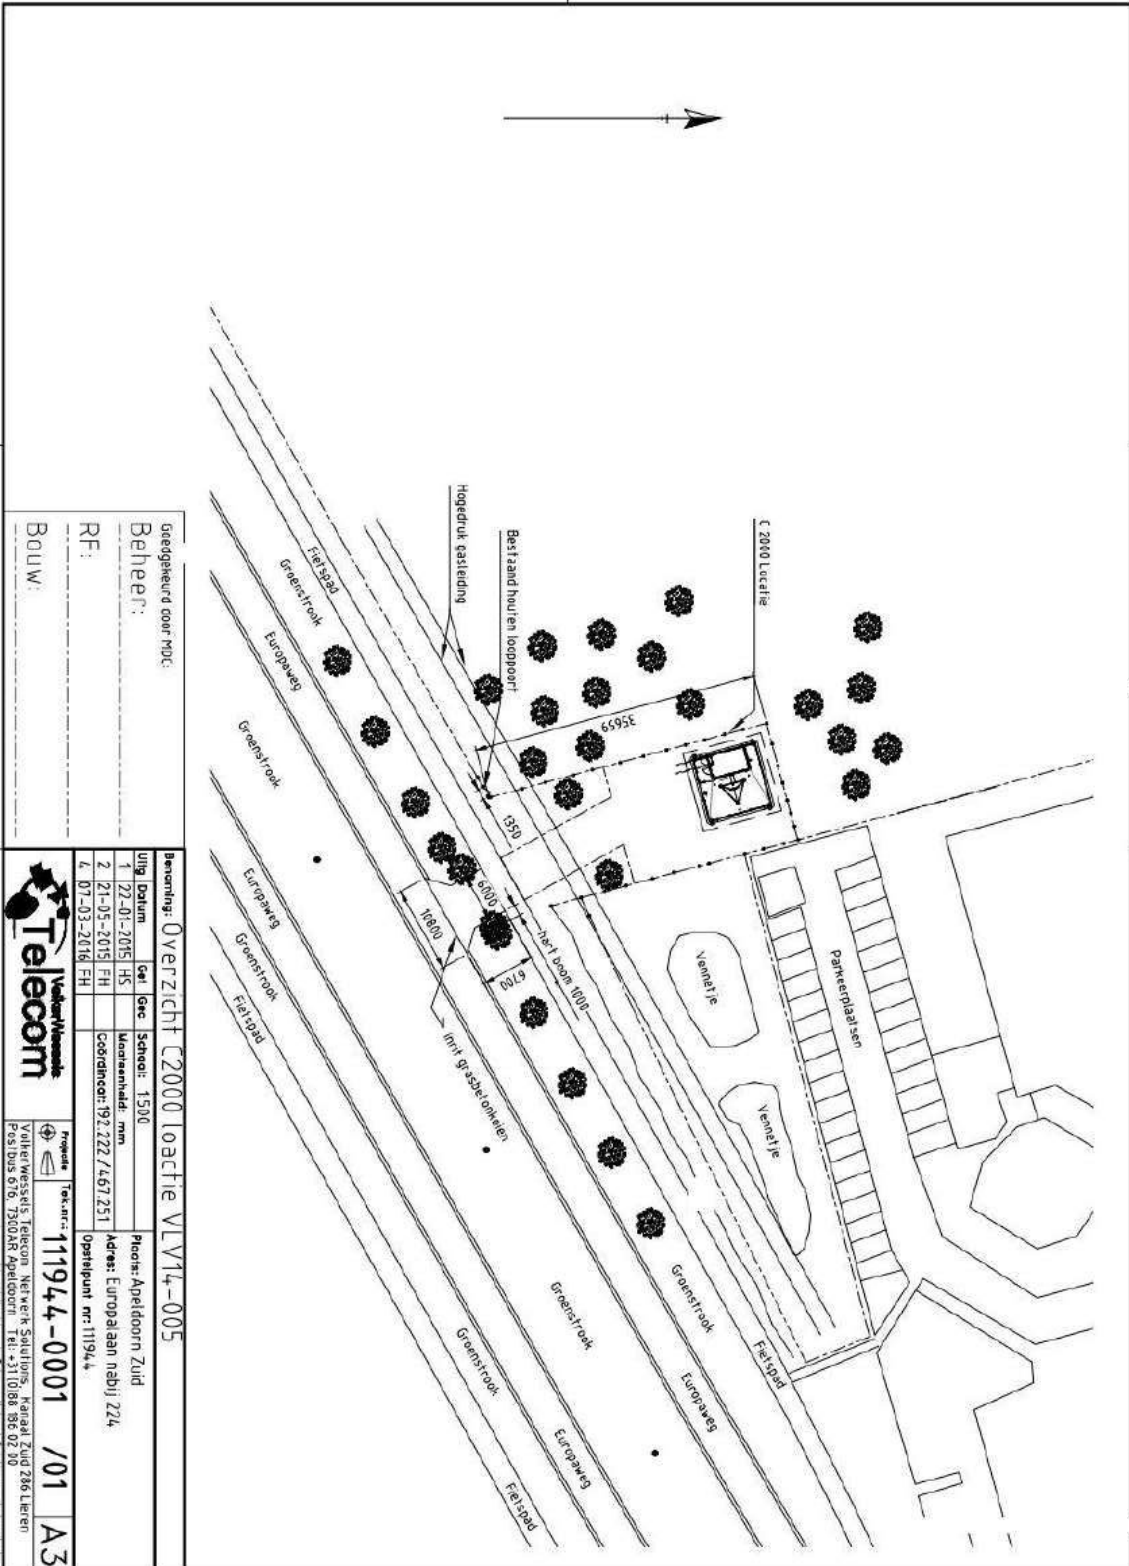 C 2000 Locatie
Bestaand houten looppoort
Hogedruk gasleiding
35659
1350
6000
hart boom 1000
6700
10800
inrit grasbetonkeien
Vennetje
Vennetje
Parkeerplaatsen
Fietspad
Groenstrook
Europaweg
Groenstrook
Europaweg
Groenstrook
Fietspad
Fietspad
Groenstrook
Europaweg
Groenstrook
Europaweg
Groenstrook
Fietspad
Goedgekeurd door MDC:
Beheer:
RF:
Bouw:
Benaming: Overzicht C2000 loactie VLV14-005
Uitg Datum Get Gec Schaal: 1:500 Plaats: Apeldoorn Zuid
1 22-01-2015 HS Maateenheid: mm Adres: Europalaan nabij 224
2 21-05-2015 FH Coördinaat: 192.222 / 467.251 Opstelpunt nr: 111944
4 07-03-2016 FH
VolkerWessels
Telecom
Projectie Tek.nr.: 111944-0001 /01 A3
VolkerWessels Telecom Netwerk Solutions, Kanaal Zuid 286 Lieren
Postbus 676, 7300AR Apeldoorn Tel: +31(0)88 186 02 00